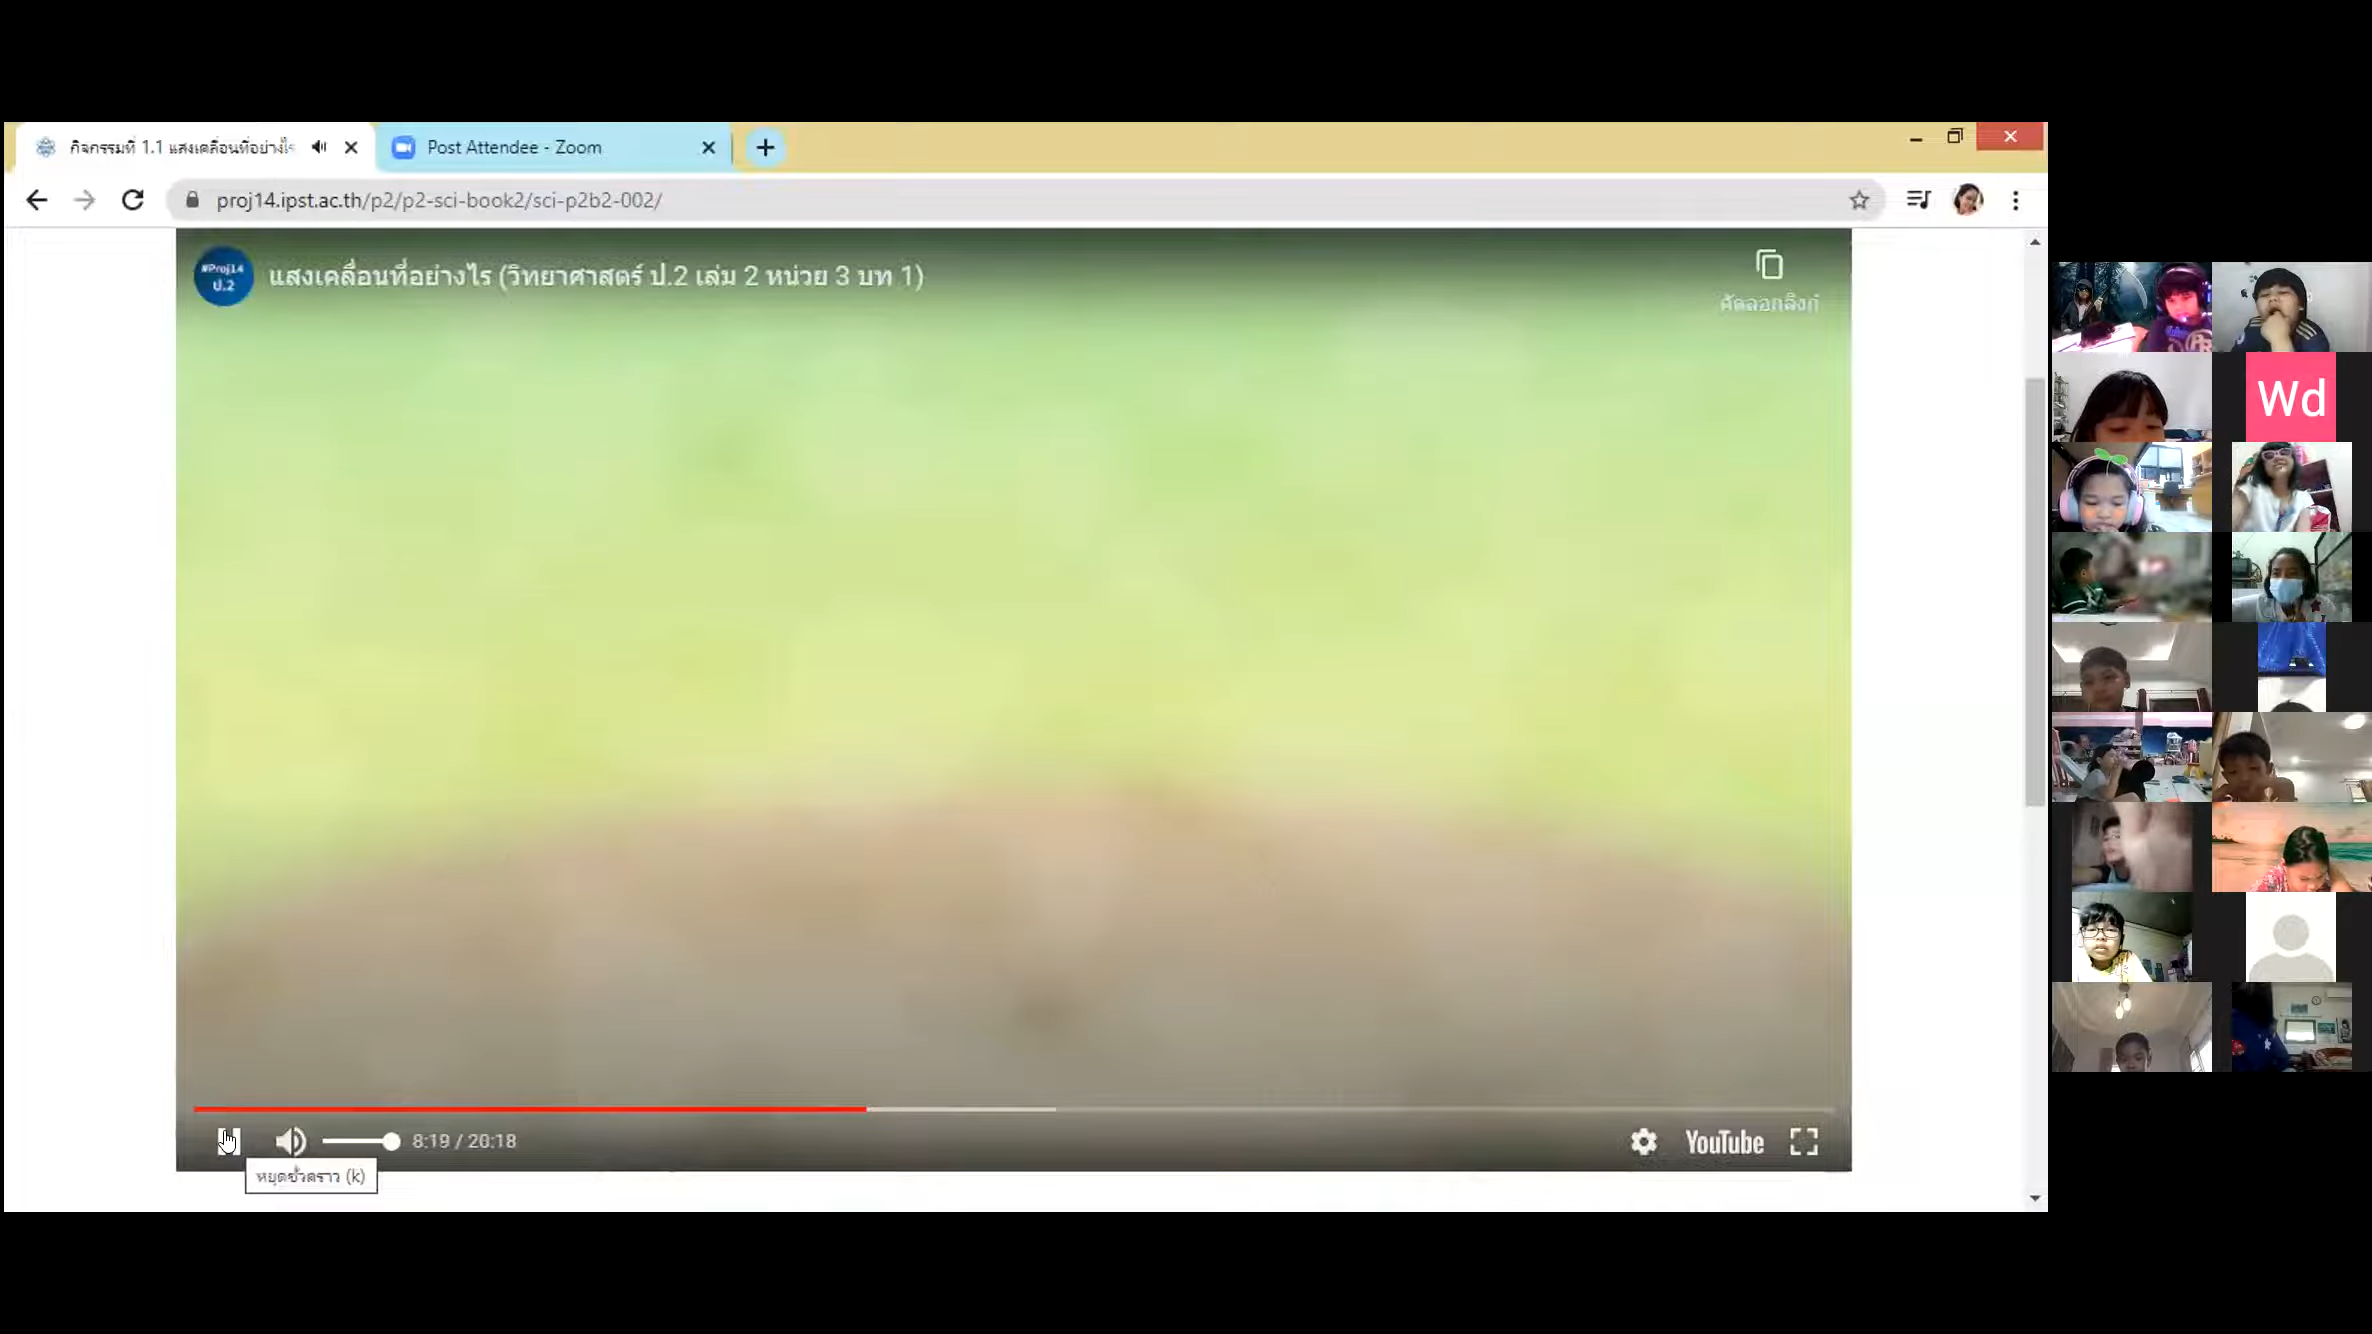 กิจกรรมที่ 1.1 แสงเคลื่อนที่อย่างไร
Post Attendee - Zoom
proj14.ipst.ac.th/p2/p2-sci-book2/sci-p2b2-002/
#Proj14
ป.2
แสงเคลื่อนที่อย่างไร (วิทยาศาสตร์ ป.2 เล่ม 2 หน่วย 3 บท 1)
คัดลอกลิงก์
Wd
8:19 / 20:18
YouTube
หยุดชั่วคราว (k)